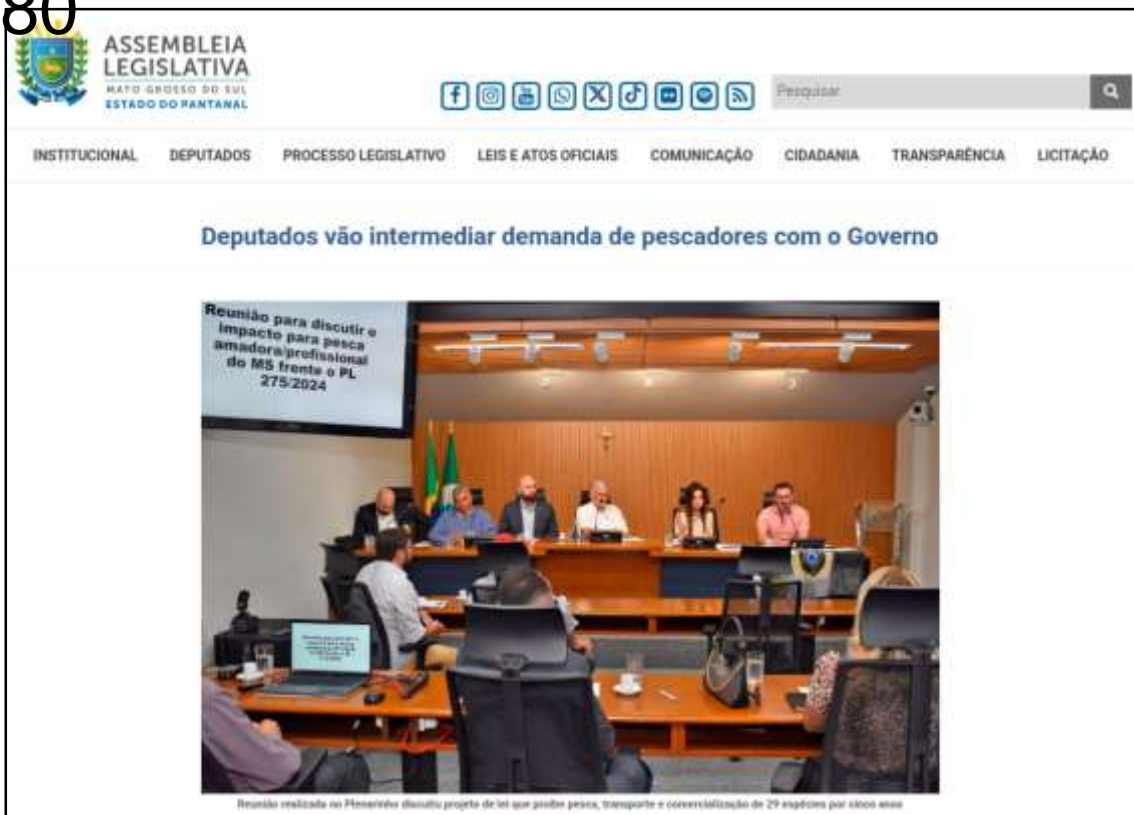 80
ASSEMBLEIA
LEGISLATIVA
MATO GROSSO DO SUL
ESTADO DO PANTANAL
Pesquisar
INSTITUCIONAL DEPUTADOS PROCESSO LEGISLATIVO LEIS E ATOS OFICIAIS COMUNICAÇÃO CIDADANIA TRANSPARÊNCIA LICITAÇÃO
Deputados vão intermediar demanda de pescadores com o Governo
Reunião para discutir o
impacto para pesca
amadora/profissional
do MS frente o PL
275/2024
Reunião realizada no Plenarinho discutiu projeto de lei que proíbe pesca, transporte e comercialização de 29 espécies por cinco anos